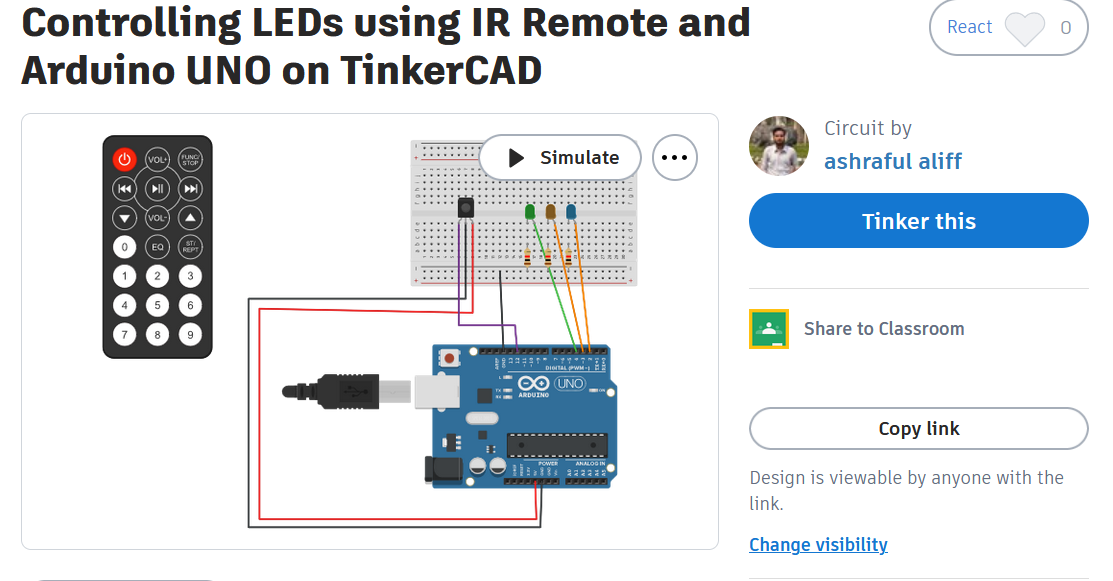 Controlling LEDs using IR Remote and
Arduino UNO on TinkerCAD
React 0
Simulate
Circuit by
ashraful aliff
Tinker this
Share to Classroom
Copy link
Design is viewable by anyone with the
link.
Change visibility
VOL+ FUNC/
STOP
VOL-
0 EQ ST/
REPT
1 2 3
4 5 6
7 8 9
DIGITAL (PWM~)
UNO
ARDUINO
POWER ANALOG IN